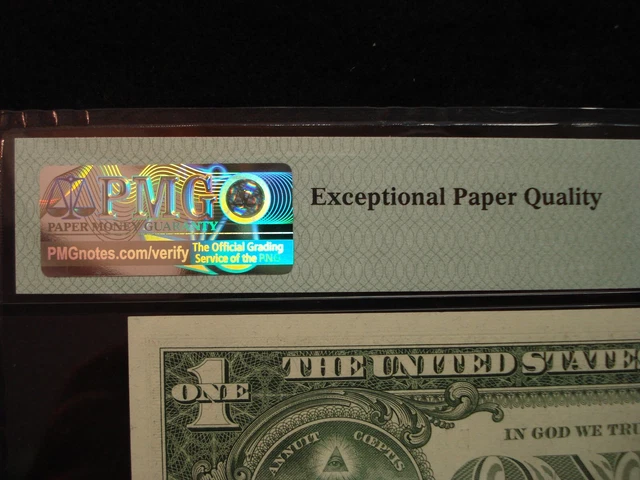 PMG
PAPER MONEY GUARANTY
PMGnotes.com/verify
The Official Grading
Service of the PNG
Exceptional Paper Quality
THE UNITED STATES
1
ONE
IN GOD WE TRU
ANNUIT CŒPTIS